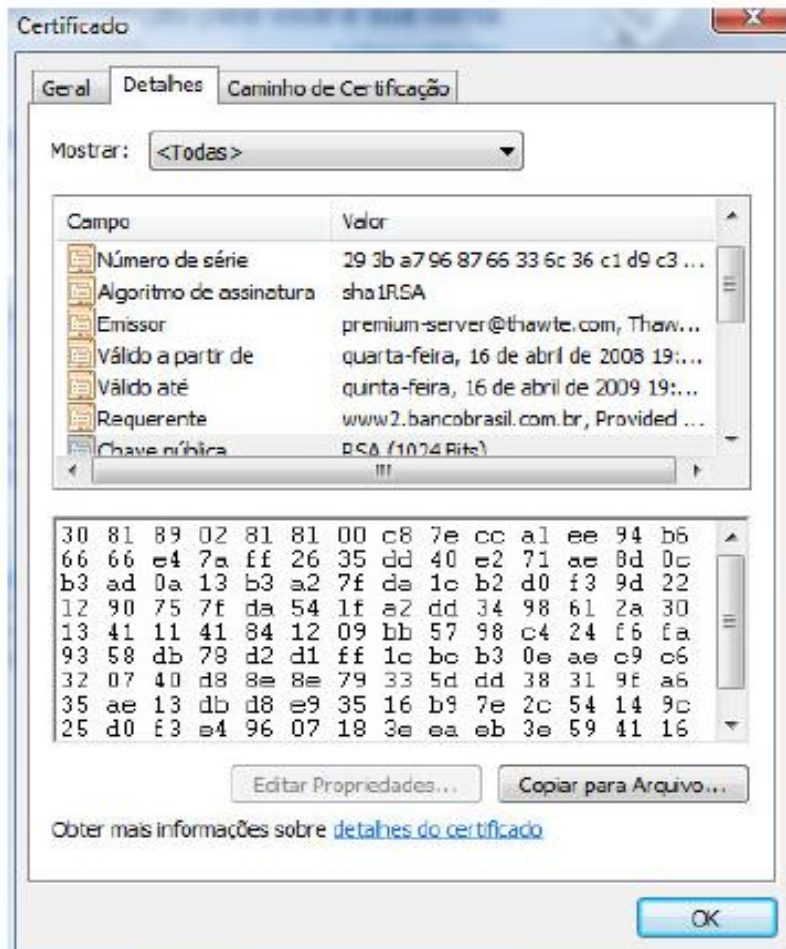 Certificado
Geral Detalhes Caminho de Certificação
Mostrar: <Todas>
Campo Valor
Número de série 29 3b a7 96 87 66 33 6c 36 c1 d9 c3 ...
Algoritmo de assinatura sha1RSA
Emissor premium-server@thawte.com, Thaw...
Válido a partir de quarta-feira, 16 de abril de 2008 19:...
Válido até quinta-feira, 16 de abril de 2009 19:...
Requerente www2.bancobrasil.com.br, Provided ...
Chave pública RSA (1024 Bits)
30 81 89 02 81 81 00 c8 7e cc a1 ee 94 b6
66 66 e4 7a ff 26 35 dd 40 e2 71 ae 8d 0c
b3 ad 0a 13 b3 a2 7f da 1c b2 d0 f3 9d 22
12 90 75 7f da 54 1f a2 dd 34 98 61 2a 30
13 41 11 41 84 12 09 bb 57 98 c4 24 f6 fa
93 58 db 78 d2 d1 ff 1c bc b3 0e ae c9 c6
32 07 40 d8 8e 8e 79 33 5d dd 38 31 9f a6
35 ae 13 db d8 e9 35 16 b9 7e 2c 54 14 9c
25 d0 f3 e4 96 07 18 3e ea eb 3e 59 41 16
Editar Propriedades... Copiar para Arquivo...
Obter mais informações sobre detalhes do certificado
OK